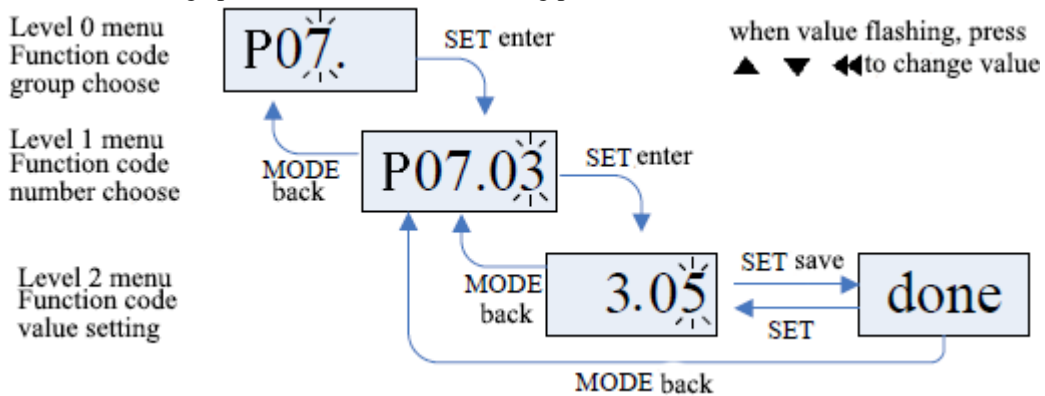 Level 0 menu
Function code
group choose
P07.
SET enter
when value flashing, press
▲ ▼ ◀◀to change value
Level 1 menu
Function code
number choose
MODE
back
P07.03
SET enter
Level 2 menu
Function code
value setting
MODE
back
3.05
SET save
SET
done
MODE back